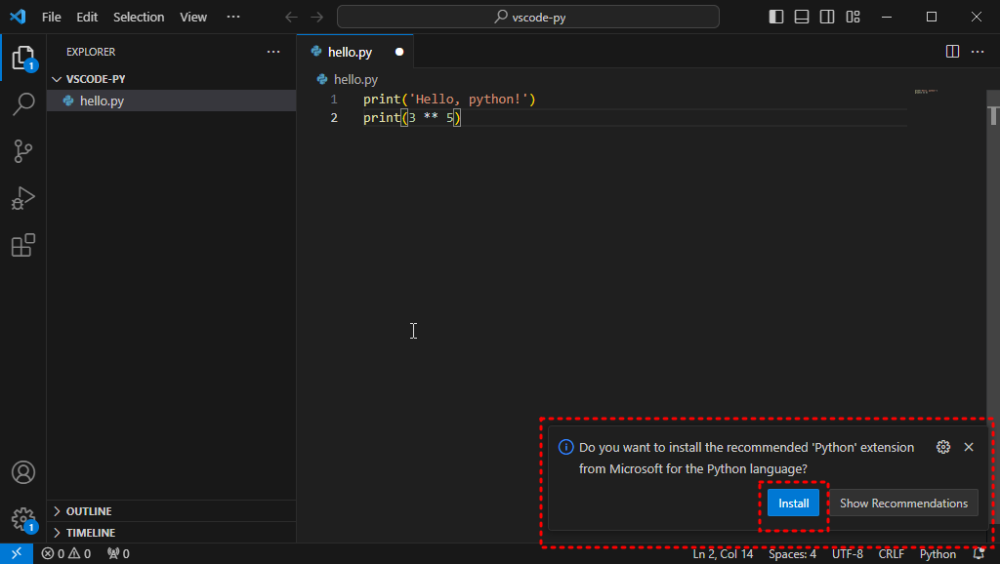 File Edit Selection View ···
vscode-py
EXPLORER
VSCODE-PY
hello.py
OUTLINE
TIMELINE
hello.py
hello.py
1 print('Hello, python!')
2 print(3 ** 5)
Do you want to install the recommended 'Python' extension
from Microsoft for the Python language?
Install Show Recommendations
1
1
0 0 0 Ln 2, Col 14 Spaces: 4 UTF-8 CRLF Python